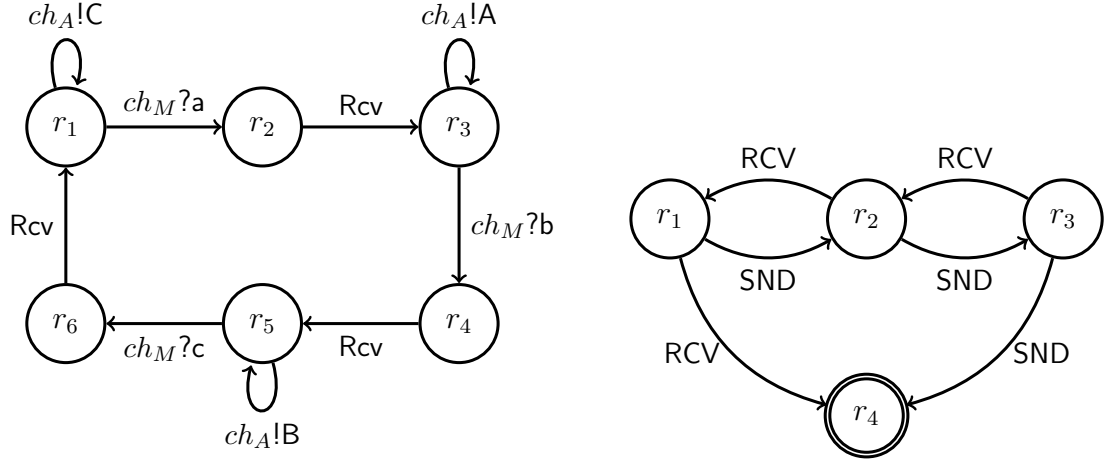 ch_A!C
ch_A!A
r_1
ch_M?a
r_2
Rcv
r_3
Rcv
ch_M?b
r_6
ch_M?c
r_5
Rcv
r_4
ch_A!B
RCV
RCV
r_1
r_2
r_3
SND
SND
RCV
SND
r_4